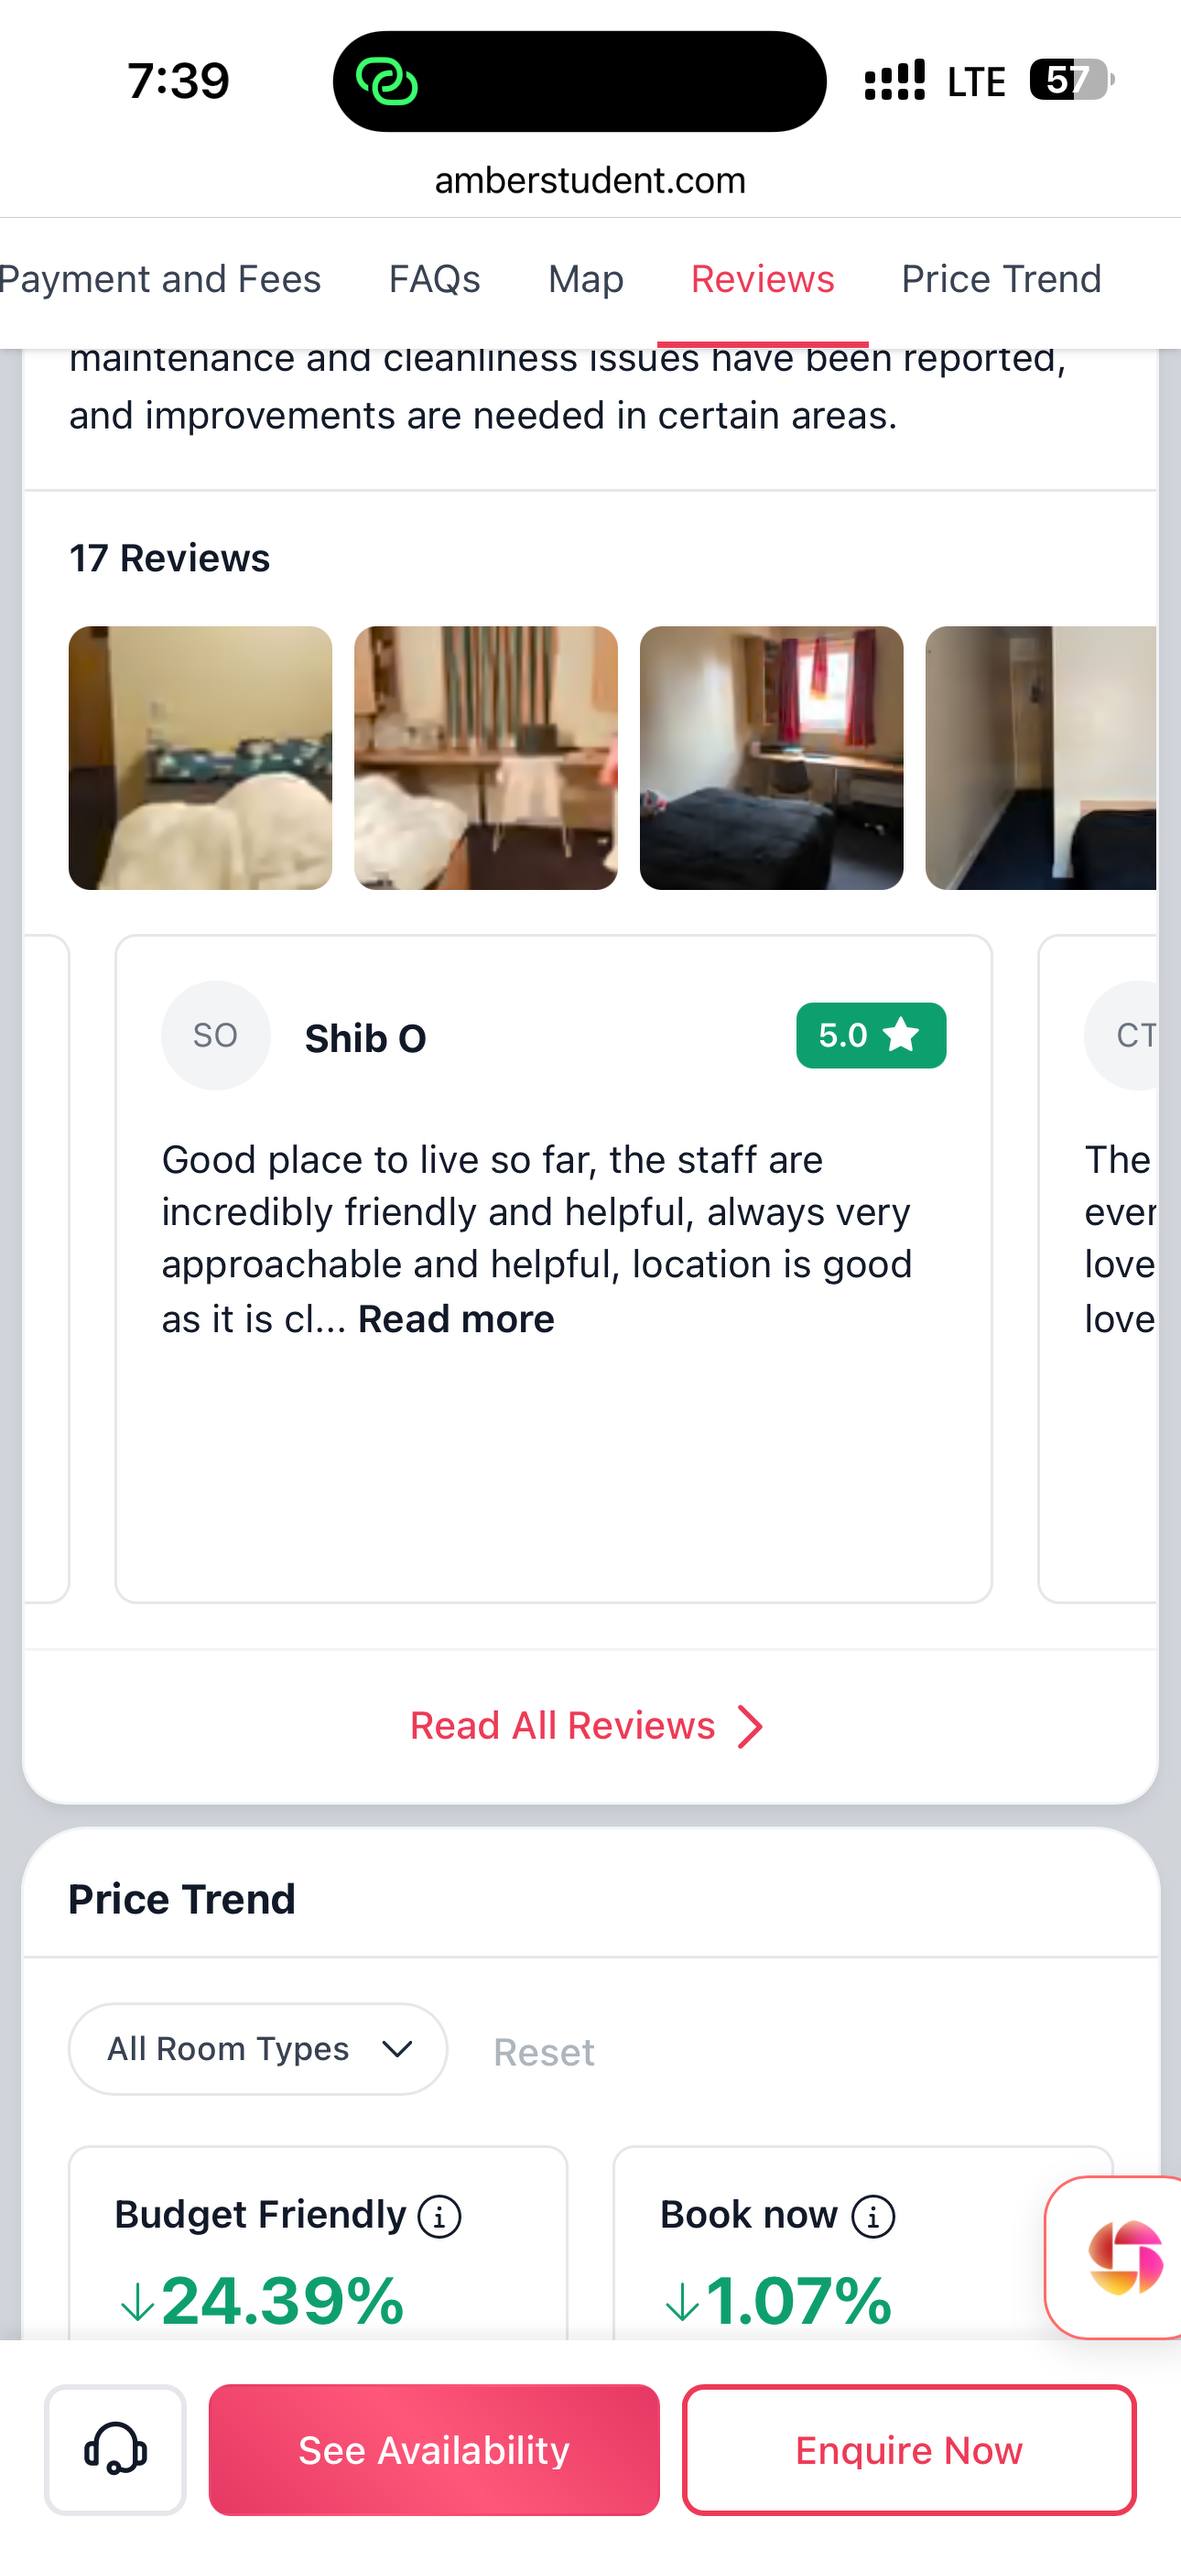 7:39
LTE
57
amberstudent.com
Payment and Fees
FAQs
Map
Reviews
Price Trend
maintenance and cleanliness issues have been reported,
and improvements are needed in certain areas.
17 Reviews
SO
Shib O
5.0
Good place to live so far, the staff are
incredibly friendly and helpful, always very
approachable and helpful, location is good
as it is cl... Read more
CT
The
ever
love
love
Read All Reviews
Price Trend
All Room Types
Reset
Budget Friendly
↓24.39%
Book now
↓1.07%
See Availability
Enquire Now